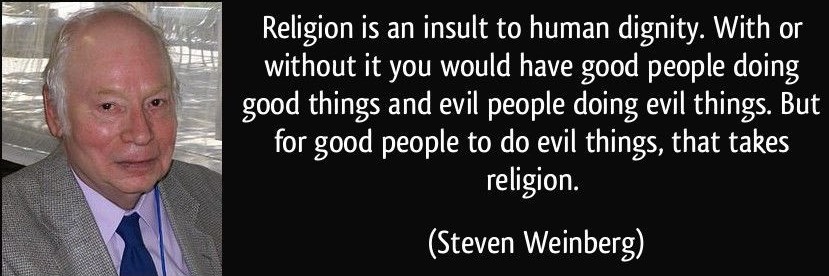 Religion is an insult to human dignity. With or
without it you would have good people doing
good things and evil people doing evil things. But
for good people to do evil things, that takes
religion.
(Steven Weinberg)